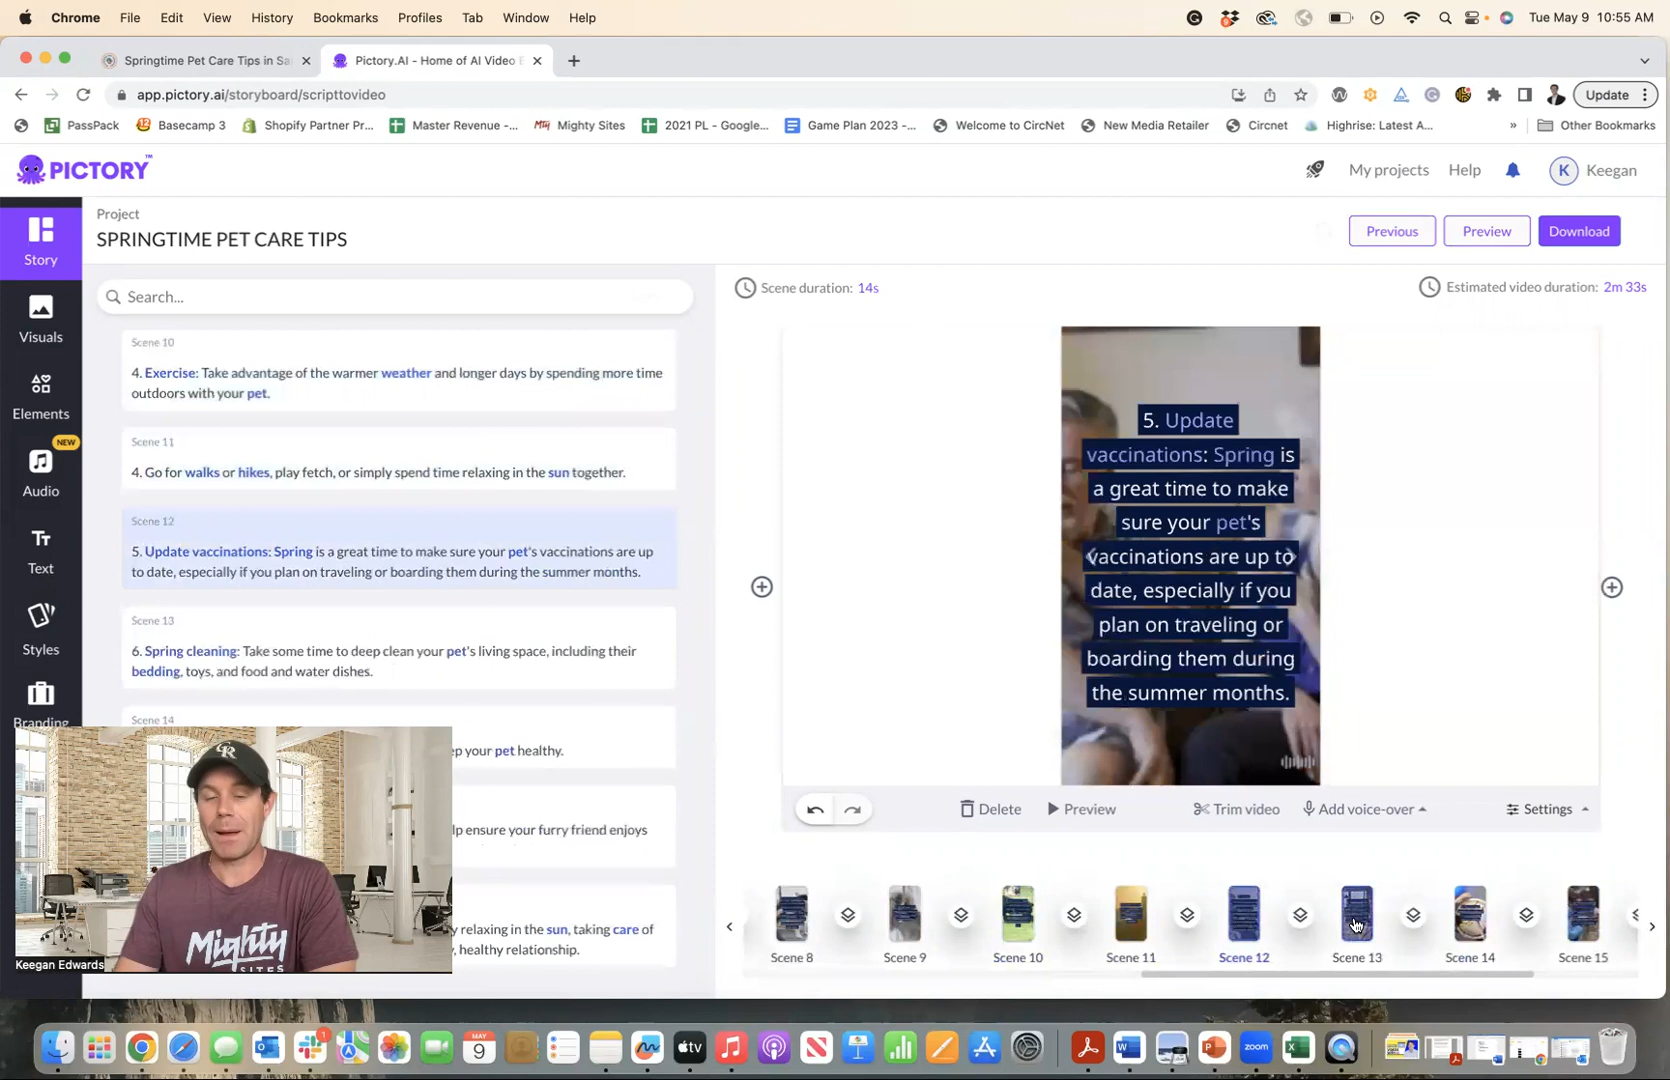 Chrome File Edit View History Bookmarks Profiles Tab Window Help
Tue May 9 10:55 AM
Springtime Pet Care Tips in Sa
Pictory.AI - Home of AI Video E
app.pictory.ai/storyboard/scripttovideo
Update
PassPack
Basecamp 3
Shopify Partner Pr...
Master Revenue -...
Mighty Sites
2021 PL - Google...
Game Plan 2023 -...
Welcome to CircNet
New Media Retailer
Circnet
Highrise: Latest A...
»
Other Bookmarks
PICTORY™
My projects
Help
K
Keegan
Project
SPRINGTIME PET CARE TIPS
Previous
Preview
Download
Story
Visuals
Elements
NEW
Audio
Text
Styles
Branding
Search...
Scene 10
4. Exercise: Take advantage of the warmer weather and longer days by spending more time
outdoors with your pet.
Scene 11
4. Go for walks or hikes, play fetch, or simply spend time relaxing in the sun together.
Scene 12
5. Update vaccinations: Spring is a great time to make sure your pet's vaccinations are up
to date, especially if you plan on traveling or boarding them during the summer months.
Scene 13
6. Spring cleaning: Take some time to deep clean your pet's living space, including their
bedding, toys, and food and water dishes.
Scene 14
ep your pet healthy.
elp ensure your furry friend enjoys
y relaxing in the sun, taking care of
, healthy relationship.
Scene duration: 14s
Estimated video duration: 2m 33s
5. Update
vaccinations: Spring is
a great time to make
sure your pet's
vaccinations are up to
date, especially if you
plan on traveling or
boarding them during
the summer months.
Delete
Preview
Trim video
Add voice-over
Settings
Scene 8
Scene 9
Scene 10
Scene 11
Scene 12
Scene 13
Scene 14
Scene 15
CR
Mighty
SITES
Keegan Edwards
1
MAY
9
tv
zoom